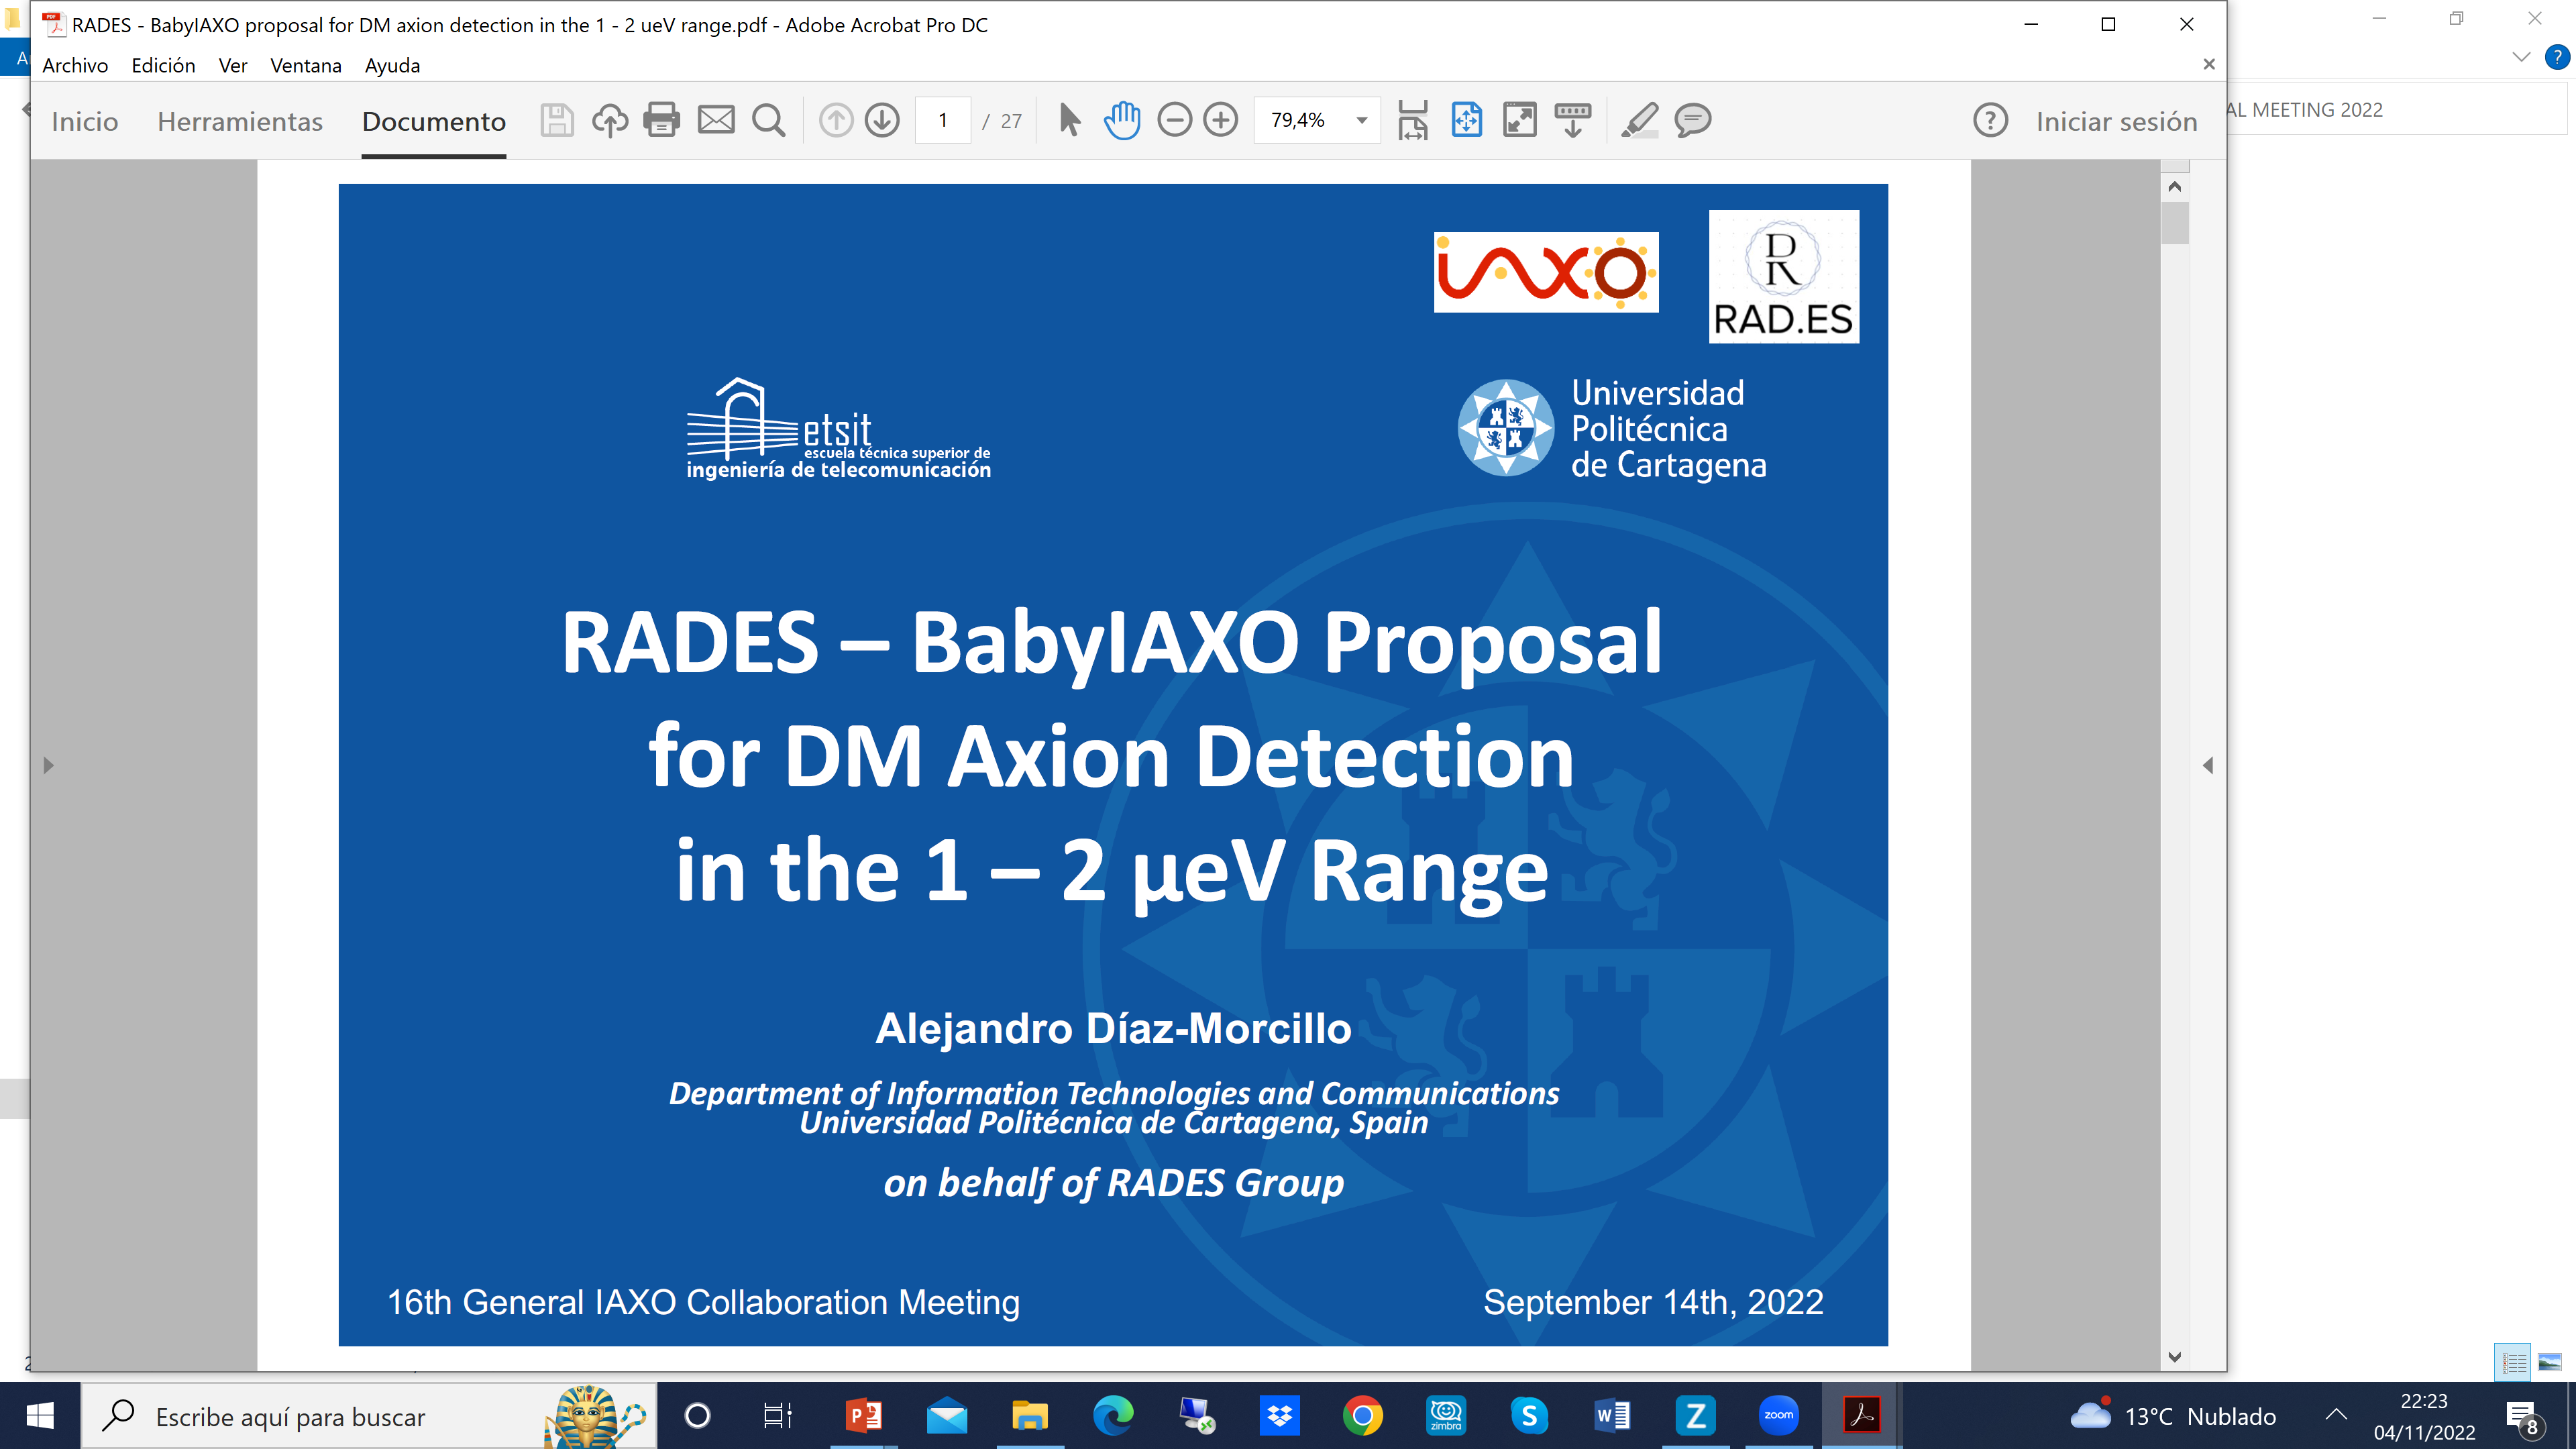 RADES - BabyIAXO proposal for DM axion detection in the 1 - 2 ueV range.pdf - Adobe Acrobat Pro DC
Archivo Edición Ver Ventana Ayuda
Inicio Herramientas Documento 1 / 27 79,4% Iniciar sesión
AL MEETING 2022
iAXO
DR
RAD.ES
etsit
escuela técnica superior de
ingeniería de telecomunicación
Universidad
Politécnica
de Cartagena
RADES – BabyIAXO Proposal
for DM Axion Detection
in the 1 – 2 µeV Range
Alejandro Díaz-Morcillo
Department of Information Technologies and Communications
Universidad Politécnica de Cartagena, Spain
on behalf of RADES Group
16th General IAXO Collaboration Meeting
September 14th, 2022
Escribe aquí para buscar
zimbra
zoom
13°C Nublado
22:23
04/11/2022
8